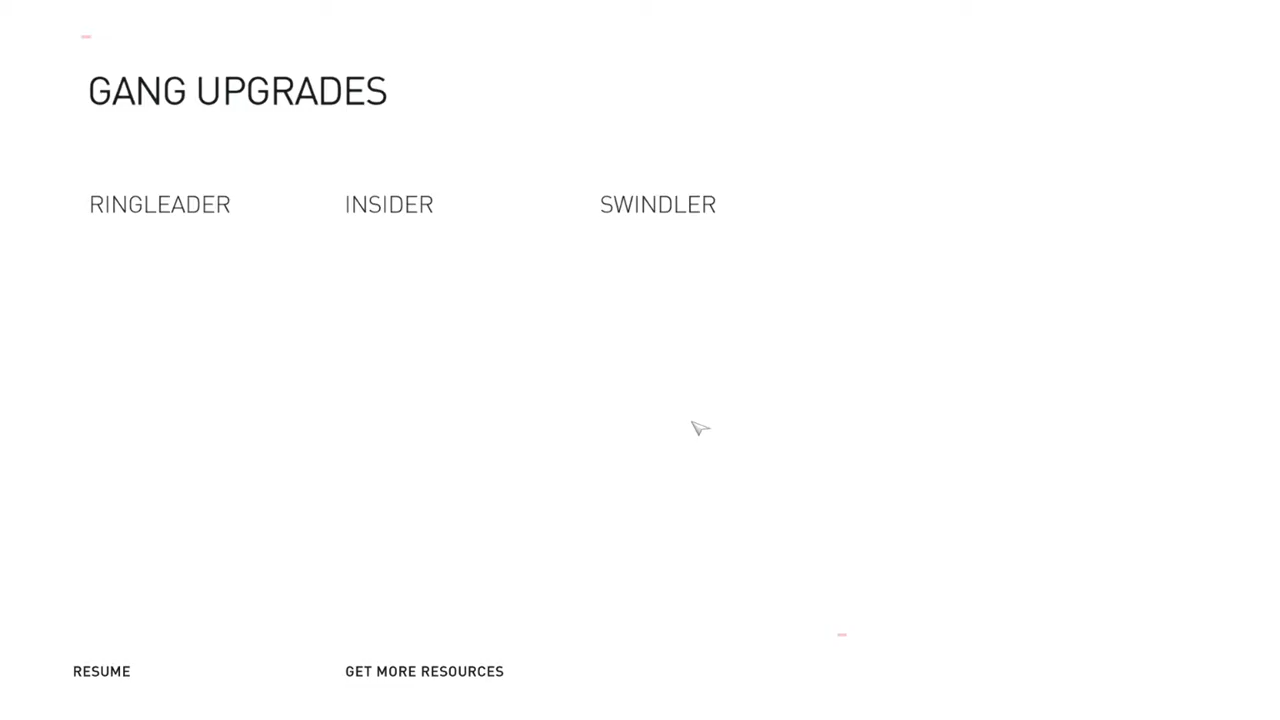 GANG UPGRADES
RINGLEADER
INSIDER
SWINDLER
RESUME
GET MORE RESOURCES